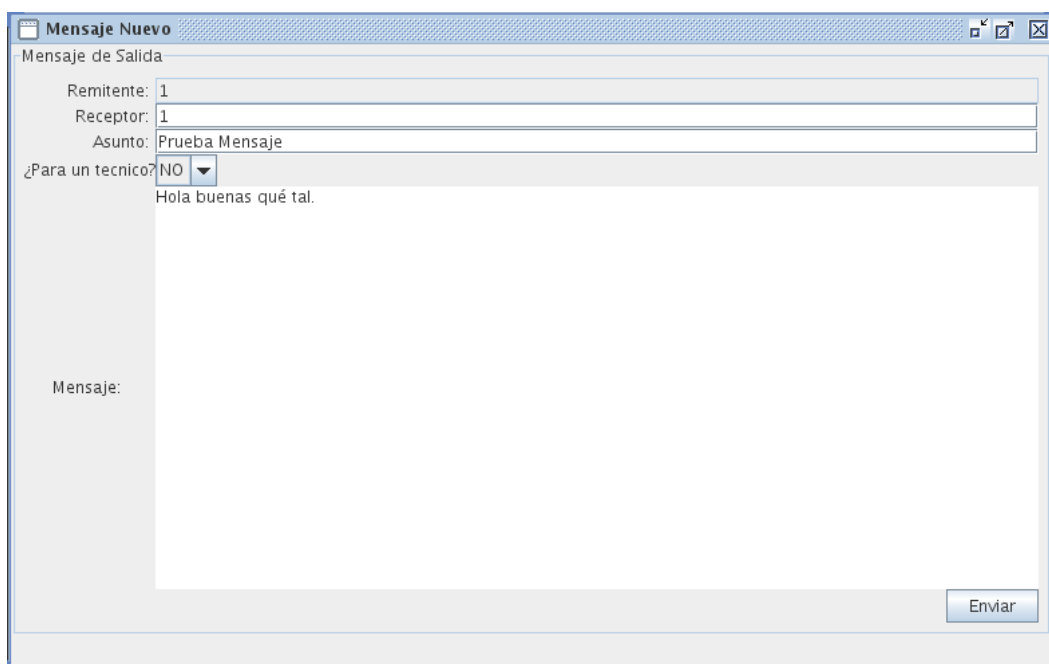 Mensaje Nuevo
Mensaje de Salida
Remitente: 1
Receptor: 1
Asunto: Prueba Mensaje
¿Para un tecnico? NO
Hola buenas qué tal.
Mensaje:
Enviar